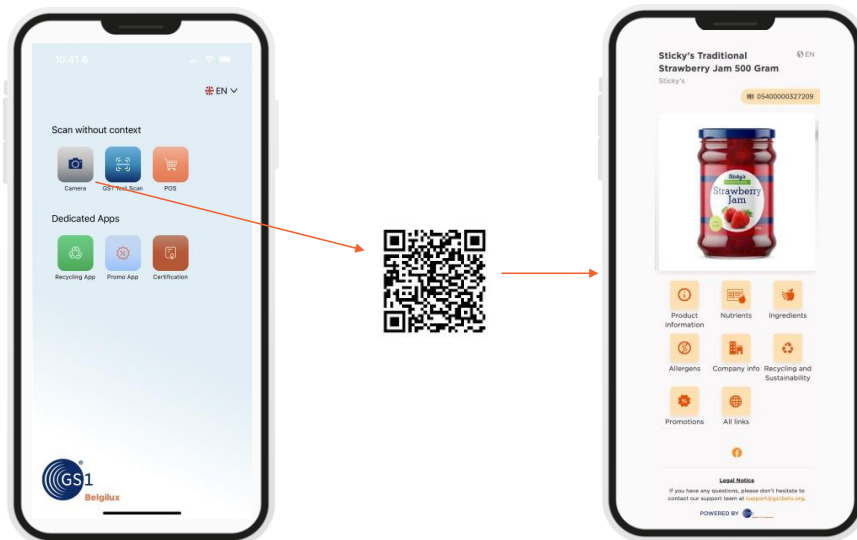 10:41
EN
Scan without context
Camera
GS1 Test Scan
POS
Dedicated Apps
Recycling App
Promo App
Certification
GS1
Belgilux
Sticky's Traditional
Strawberry Jam 500 Gram
EN
Sticky's
05400000327209
Sticky's
Strawberry
Jam
Product
information
Nutrients
Ingredients
Allergens
Company info
Recycling and
Sustainability
Promotions
All links
Legal Notice
If you have any questions, please don't hesitate to
contact our support team at support@gs1belu.org.
POWERED BY